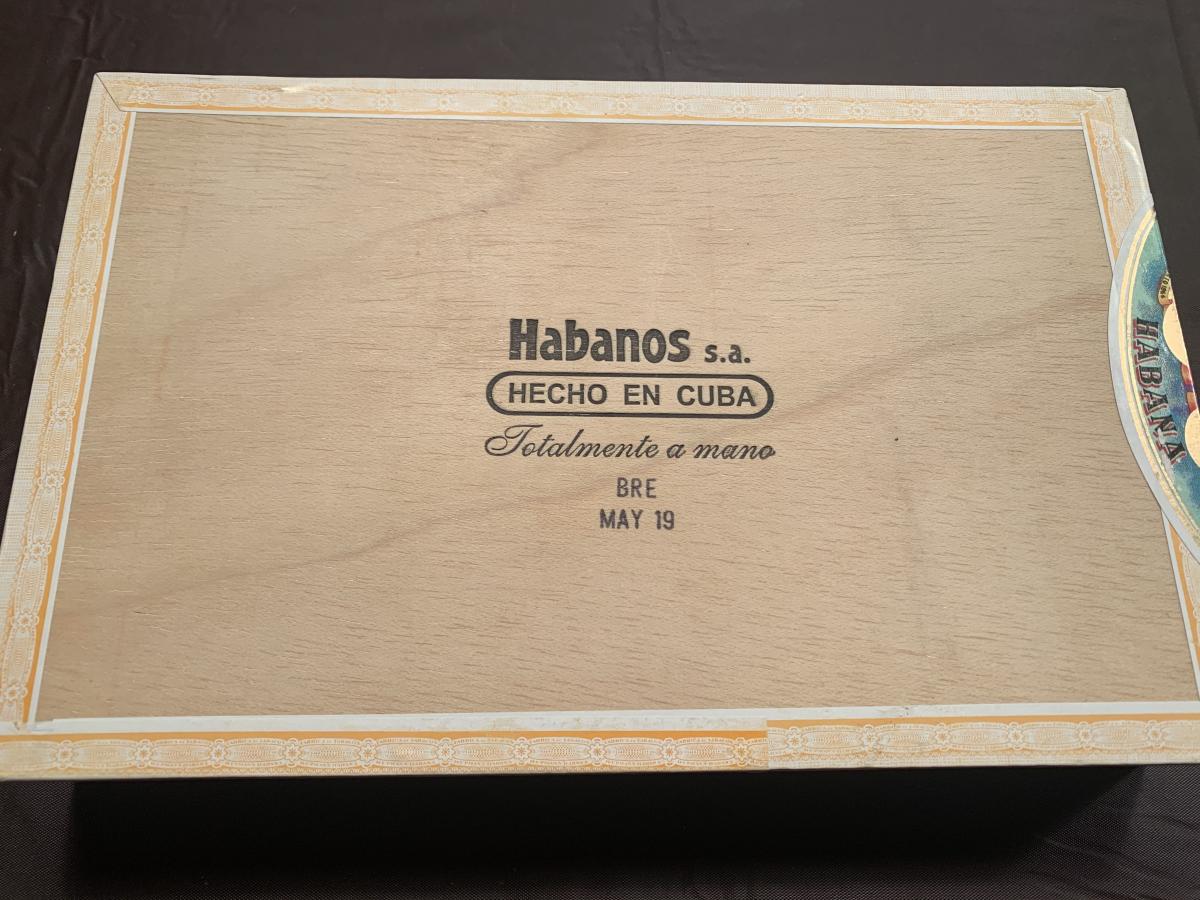 Habanos s.a.
HECHO EN CUBA
Totalmente a mano
BRE
MAY 19
HABANA